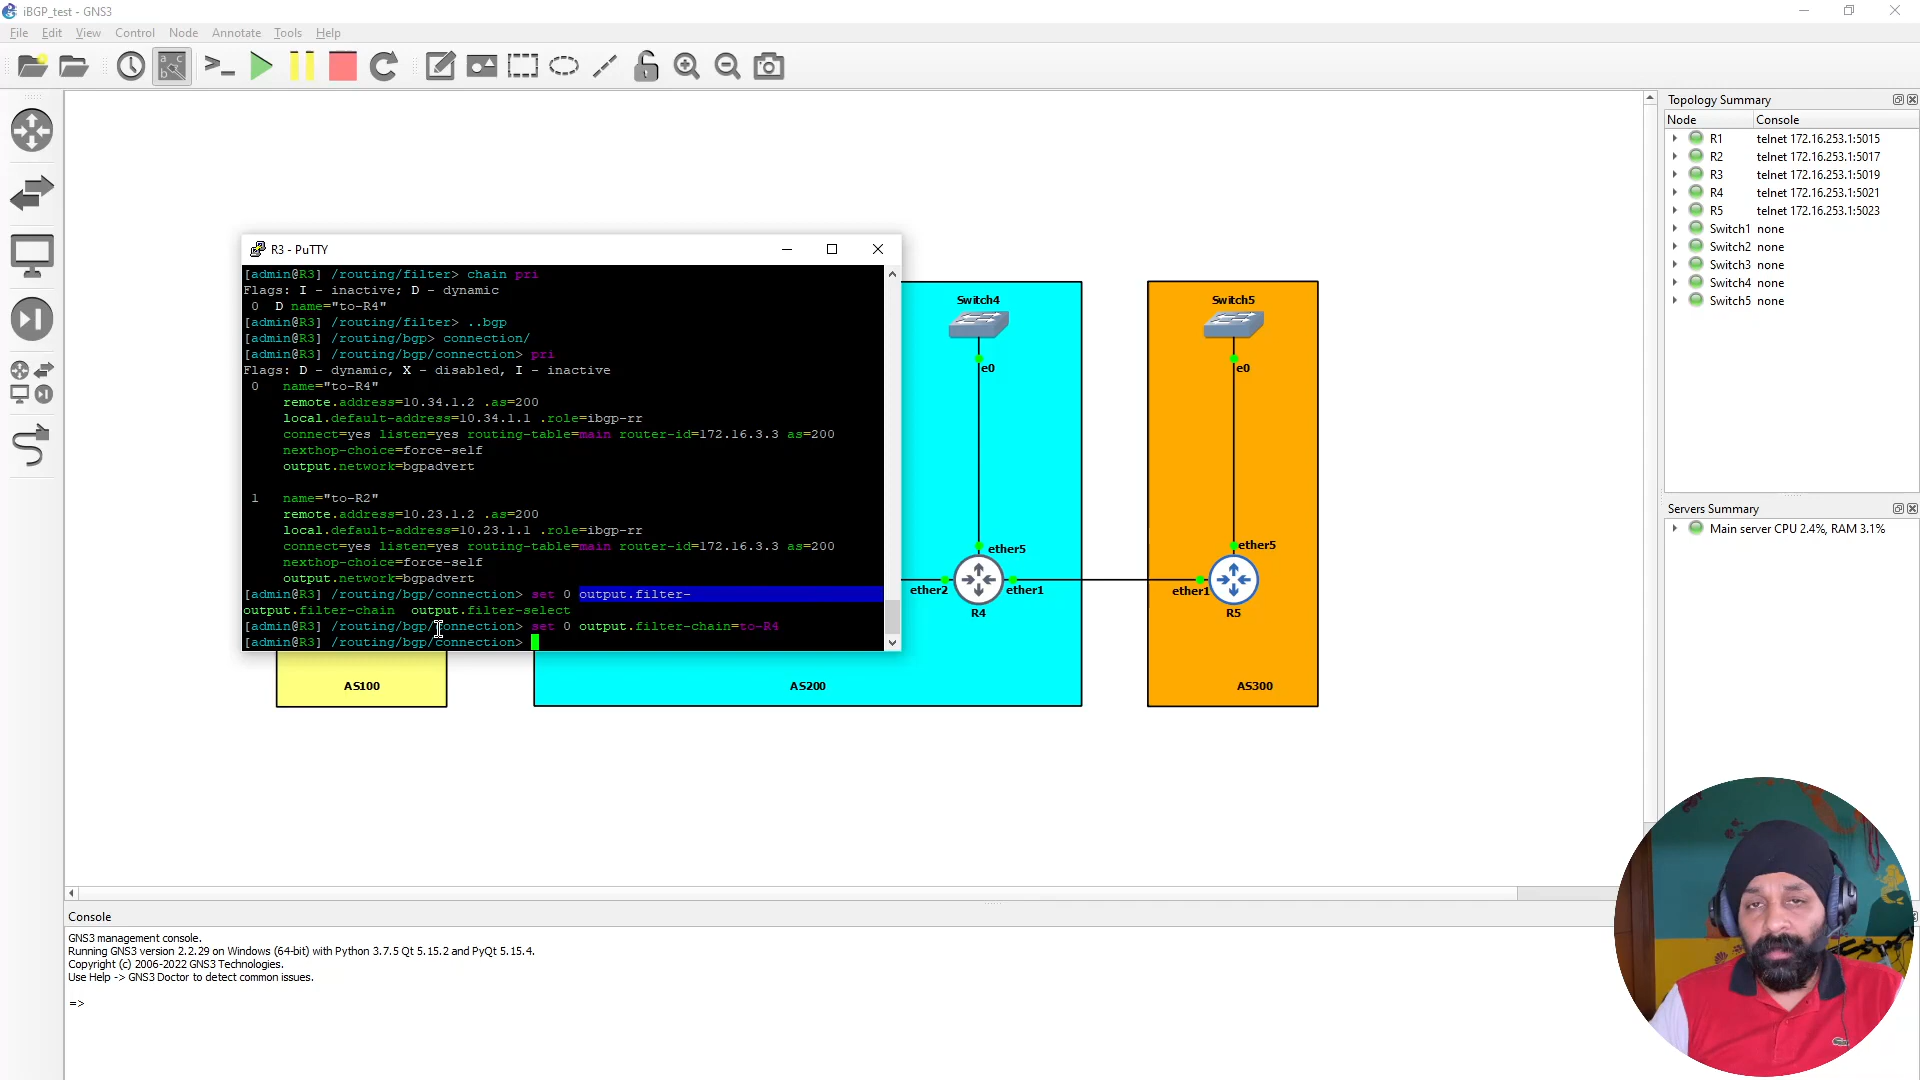 iBGP_test - GNS3
File Edit View Control Node Annotate Tools Help
R3 - PuTTY
[admin@R3] /routing/filter> chain pri
Flags: I - inactive; D - dynamic
0 D name="to-R4"
[admin@R3] /routing/filter> ..bgp
[admin@R3] /routing/bgp> connection/
[admin@R3] /routing/bgp/connection> pri
Flags: D - dynamic, X - disabled, I - inactive
0 name="to-R4"
remote.address=10.34.1.2 .as=200
local.default-address=10.34.1.1 .role=ibgp-rr
connect=yes listen=yes routing-table=main router-id=172.16.3.3 as=200
nexthop-choice=force-self
output.network=bgpadvert
1 name="to-R2"
remote.address=10.23.1.2 .as=200
local.default-address=10.23.1.1 .role=ibgp-rr
connect=yes listen=yes routing-table=main router-id=172.16.3.3 as=200
nexthop-choice=force-self
output.network=bgpadvert
[admin@R3] /routing/bgp/connection> set 0 output.filter-
output.filter-chain output.filter-select
[admin@R3] /routing/bgp/connection> set 0 output.filter-chain=to-R4
[admin@R3] /routing/bgp/connection>
AS100
Switch4
e0
ether5
ether2
ether1
R4
AS200
Switch5
e0
ether5
ether1
R5
AS300
Topology Summary
Node Console
R1 telnet 172.16.253.1:5015
R2 telnet 172.16.253.1:5017
R3 telnet 172.16.253.1:5019
R4 telnet 172.16.253.1:5021
R5 telnet 172.16.253.1:5023
Switch1 none
Switch2 none
Switch3 none
Switch4 none
Switch5 none
Servers Summary
Main server CPU 2.4%, RAM 3.1%
Console
GNS3 management console.
Running GNS3 version 2.2.29 on Windows (64-bit) with Python 3.7.5 Qt 5.15.2 and PyQt 5.15.4.
Copyright (c) 2006-2022 GNS3 Technologies.
Use Help -> GNS3 Doctor to detect common issues.
=>